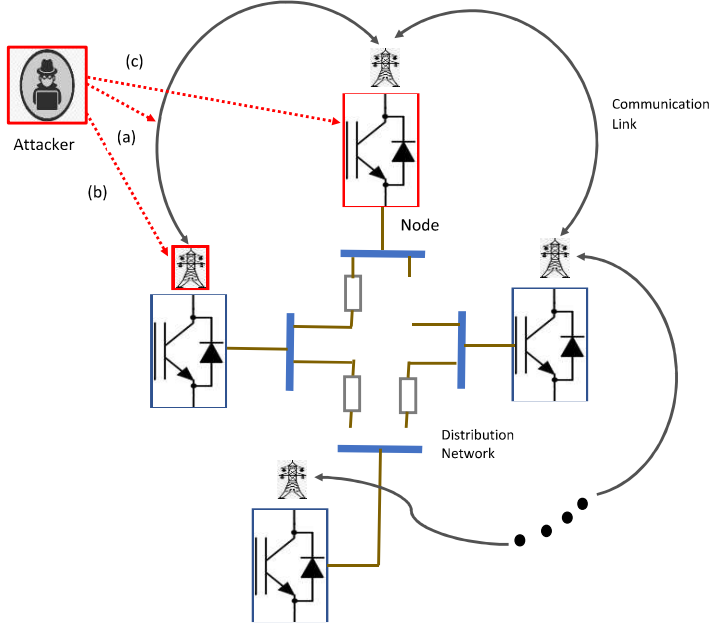 (c)
Communication
Link
(a)
Attacker
(b)
Node
Distribution
Network